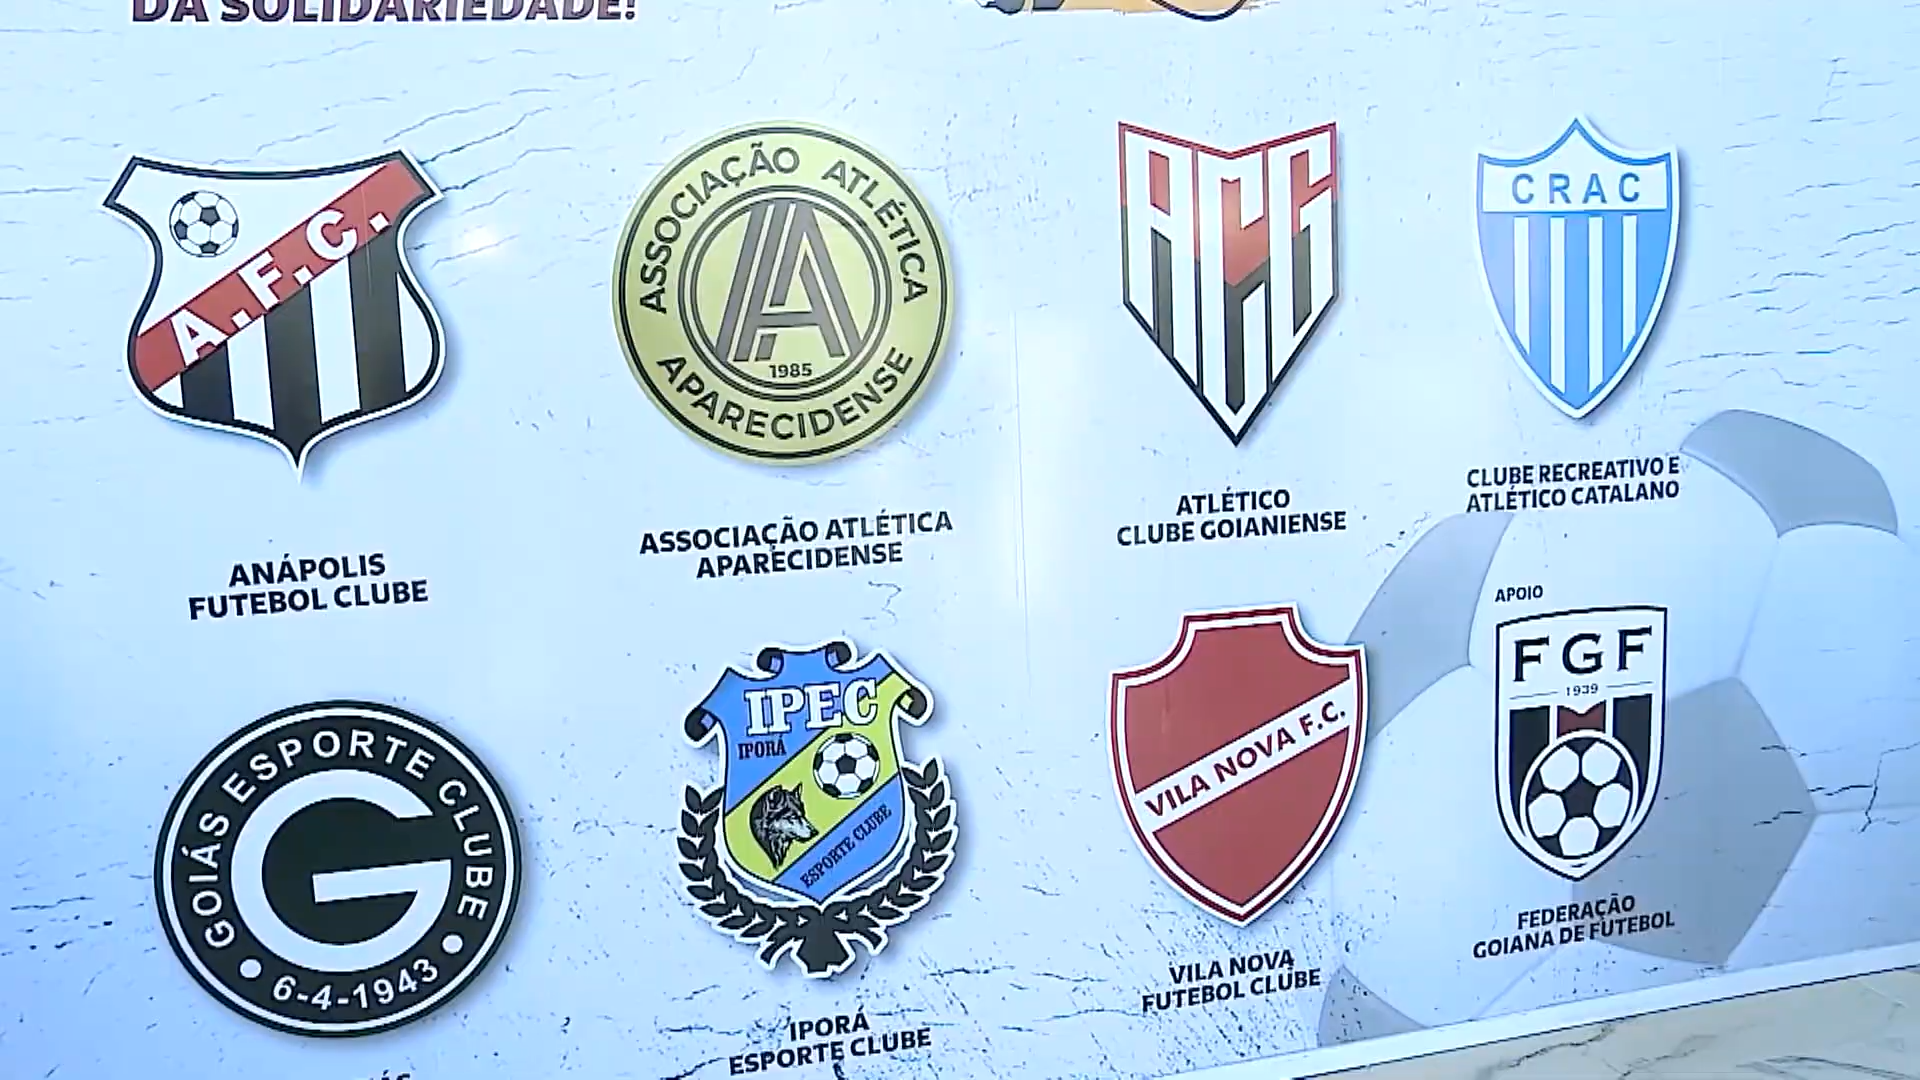 DA SOLIDARIEDADE!
A.F.C.
ANÁPOLIS
FUTEBOL CLUBE
ASSOCIAÇÃO ATLÉTICA
APARECIDENSE
A
1985
ASSOCIAÇÃO ATLÉTICA
APARECIDENSE
ACG
ATLÉTICO
CLUBE GOIANIENSE
CRAC
CLUBE RECREATIVO E
ATLÉTICO CATALANO
GOIÁS ESPORTE CLUBE
G
6-4-1943
IPEC
IPORÁ
ESPORTE CLUBE
IPORÁ
ESPORTE CLUBE
VILA NOVA F.C.
VILA NOVA
FUTEBOL CLUBE
APOIO
FGF
1939
FEDERAÇÃO
GOIANA DE FUTEBOL